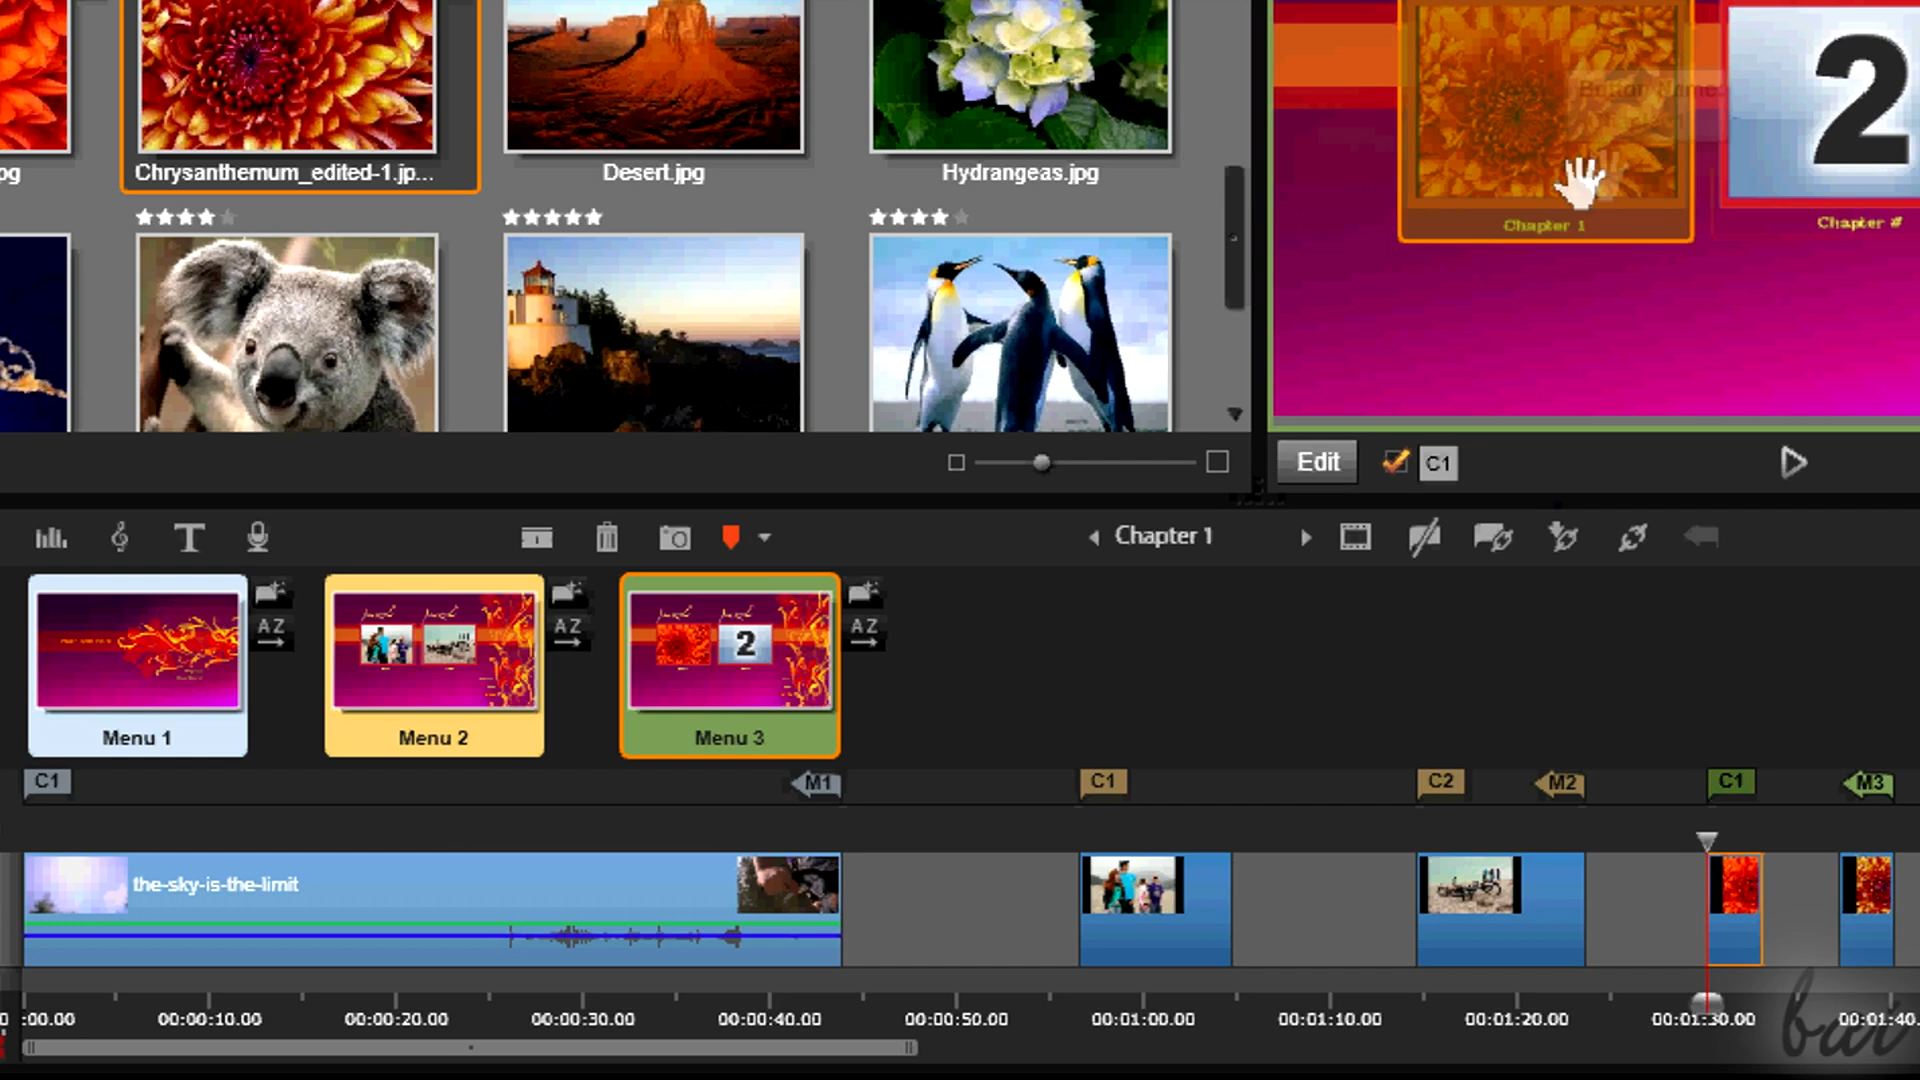 pg
Chrysanthemum_edited-1.jp...
Desert.jpg
Hydrangeas.jpg
Button Name
2
Chapter 1
Chapter #
Edit
C1
T
Chapter 1
AZ
AZ
2
AZ
Menu 1
Menu 2
Menu 3
C1
M1
C1
C2
M2
C1
M3
the-sky-is-the-limit
:00.00
00:00:10.00
00:00:20.00
00:00:30.00
00:00:40.00
00:00:50.00
00:01:00.00
00:01:10.00
00:01:20.00
00:01:30.00
00:01:40.
bar